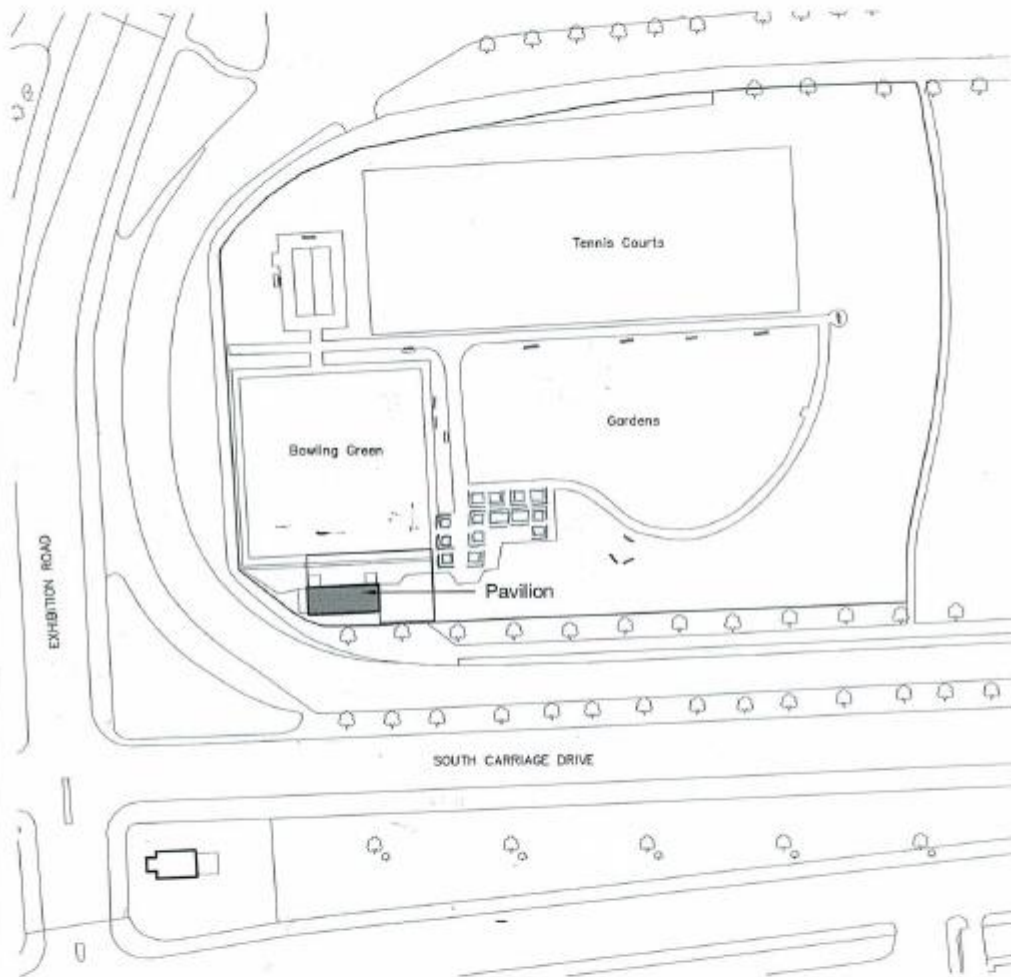 Tennis Courts
Gardens
Bowling Green
Pavilion
EXHIBITION ROAD
SOUTH CARRIAGE DRIVE